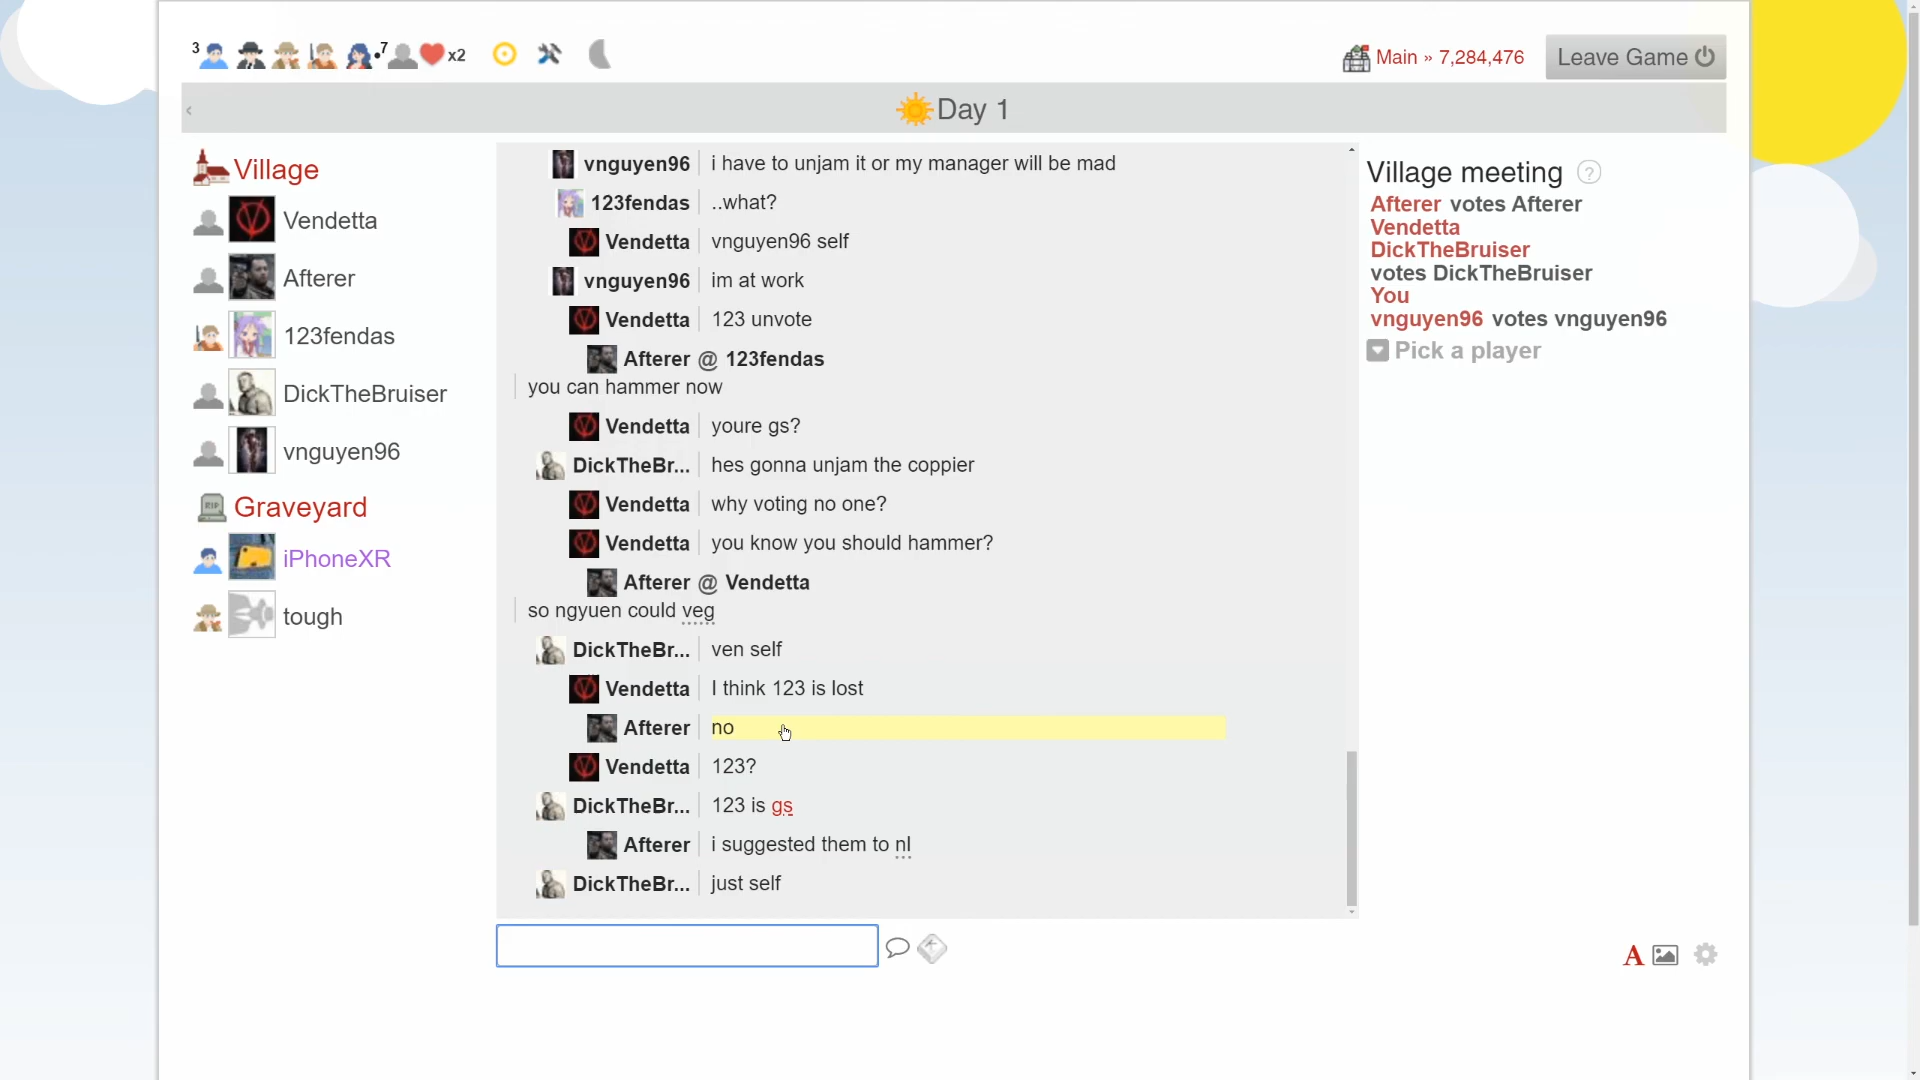 3 7 x2 Main » 7,284,476 Leave Game
‹ Day 1
Village
Vendetta
Afterer
123fendas
DickTheBruiser
vnguyen96
Graveyard
iPhoneXR
tough
RIP
vnguyen96 i have to unjam it or my manager will be mad
123fendas ..what?
Vendetta vnguyen96 self
vnguyen96 im at work
Vendetta 123 unvote
Afterer @ 123fendas
you can hammer now
Vendetta youre gs?
DickTheBr... hes gonna unjam the coppier
Vendetta why voting no one?
Vendetta you know you should hammer?
Afterer @ Vendetta
so ngyuen could veg
DickTheBr... ven self
Vendetta I think 123 is lost
Afterer no
Vendetta 123?
DickTheBr... 123 is gs
Afterer i suggested them to nl
DickTheBr... just self
Village meeting ?
Afterer votes Afterer
Vendetta
DickTheBruiser
votes DickTheBruiser
You
vnguyen96 votes vnguyen96
Pick a player
A